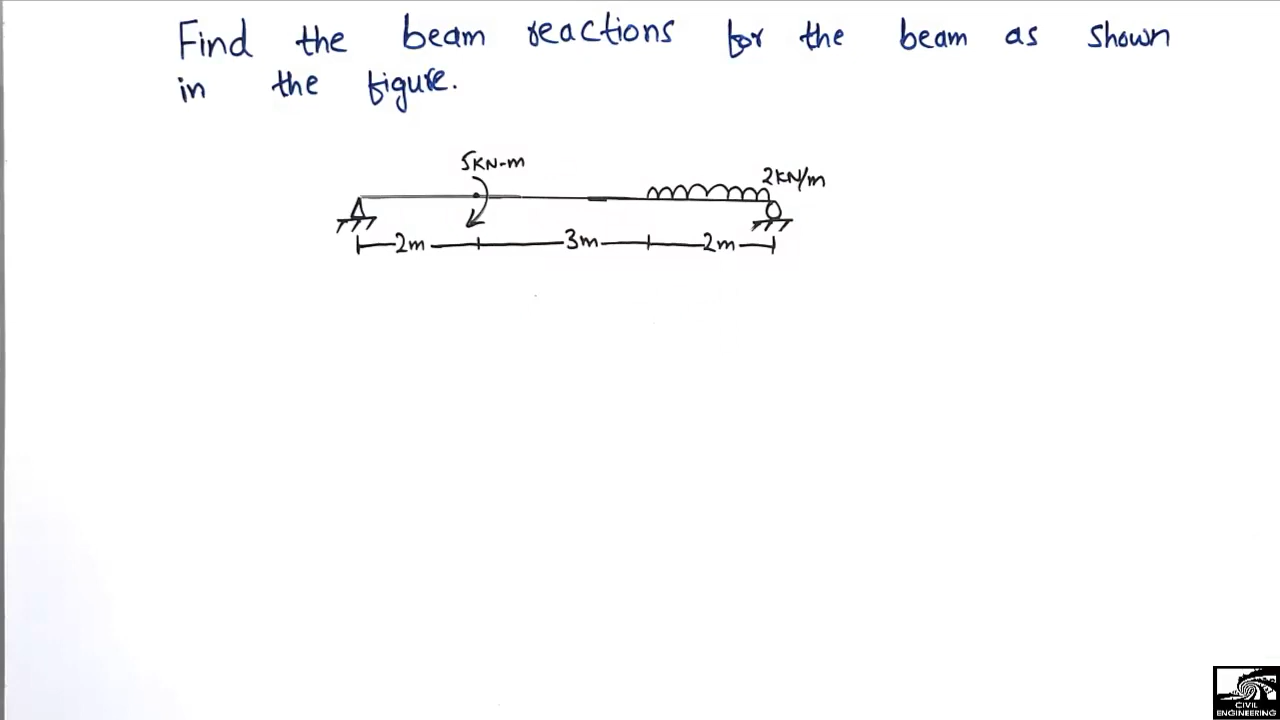 Find the beam reactions for the beam as shown
in the figure.
5KN-m
2KN/m
2m 3m 2m
CIVIL
ENGINEERING